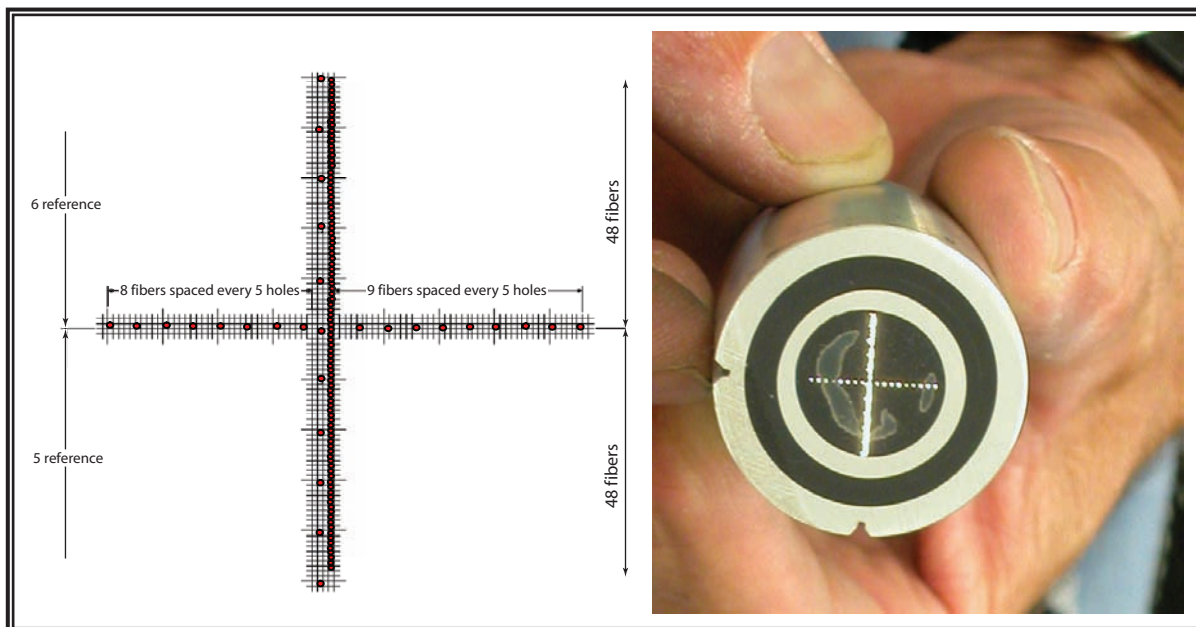 6 reference
48 fibers
8 fibers spaced every 5 holes
9 fibers spaced every 5 holes
5 reference
48 fibers